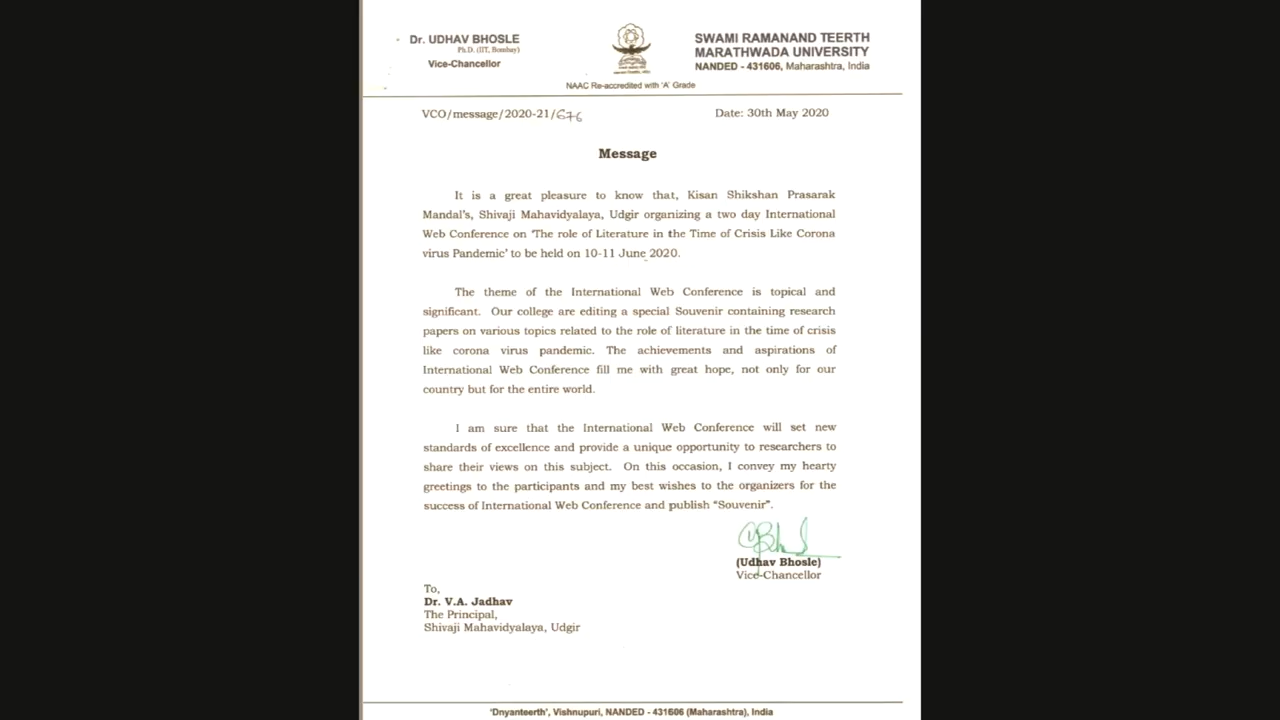 Dr. UDHAV BHOSLE
Ph.D. (IIT, Bombay)
Vice-Chancellor
SWAMI RAMANAND TEERTH
MARATHWADA UNIVERSITY
NANDED - 431606, Maharashtra, India
NAAC Re-accredited with 'A' Grade
VCO/message/2020-21/676
Date: 30th May 2020
Message
It is a great pleasure to know that, Kisan Shikshan Prasarak
Mandal's, Shivaji Mahavidyalaya, Udgir organizing a two day International
Web Conference on 'The role of Literature in the Time of Crisis Like Corona
virus Pandemic' to be held on 10-11 June 2020.
The theme of the International Web Conference is topical and
significant. Our college are editing a special Souvenir containing research
papers on various topics related to the role of literature in the time of crisis
like corona virus pandemic. The achievements and aspirations of
International Web Conference fill me with great hope, not only for our
country but for the entire world.
I am sure that the International Web Conference will set new
standards of excellence and provide a unique opportunity to researchers to
share their views on this subject. On this occasion, I convey my hearty
greetings to the participants and my best wishes to the organizers for the
success of International Web Conference and publish "Souvenir".
(Udhav Bhosle)
Vice-Chancellor
To,
Dr. V.A. Jadhav
The Principal,
Shivaji Mahavidyalaya, Udgir
'Dnyanteerth', Vishnupuri, NANDED - 431606 (Maharashtra), India